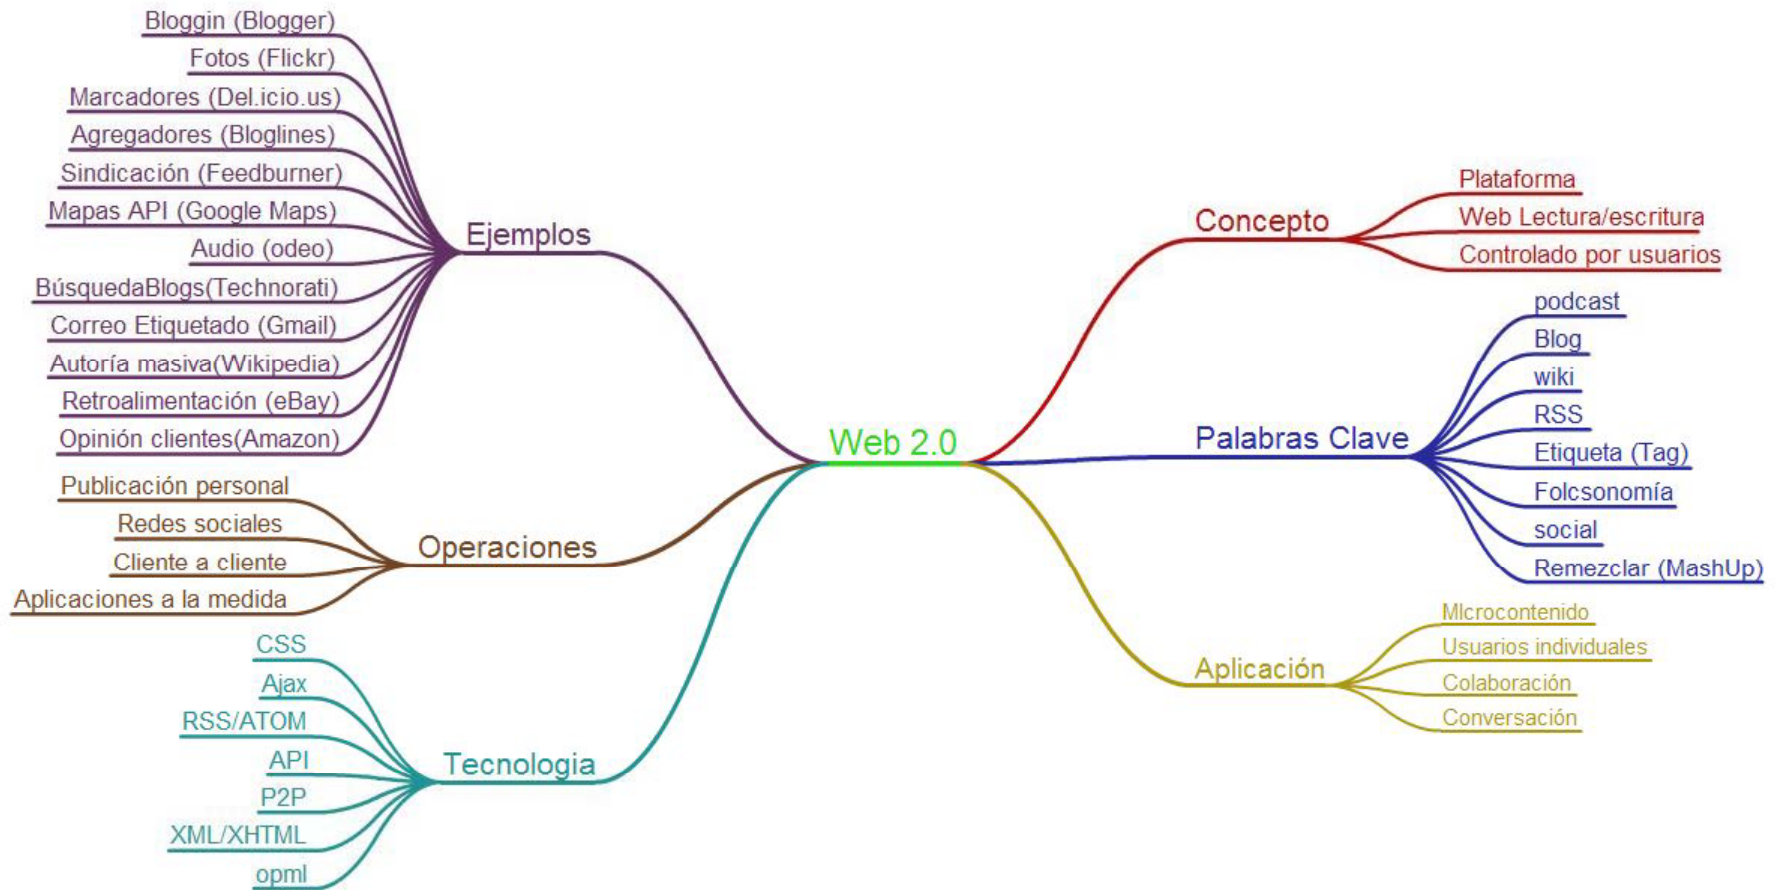 Web 2.0
Ejemplos
Bloggin (Blogger)
Fotos (Flickr)
Marcadores (Del.icio.us)
Agregadores (Bloglines)
Sindicación (Feedburner)
Mapas API (Google Maps)
Audio (odeo)
BúsquedaBlogs(Technorati)
Correo Etiquetado (Gmail)
Autoría masiva(Wikipedia)
Retroalimentación (eBay)
Opinión clientes(Amazon)
Operaciones
Publicación personal
Redes sociales
Cliente a cliente
Aplicaciones a la medida
Tecnologia
CSS
Ajax
RSS/ATOM
API
P2P
XML/XHTML
opml
Concepto
Plataforma
Web Lectura/escritura
Controlado por usuarios
Palabras Clave
podcast
Blog
wiki
RSS
Etiqueta (Tag)
Folcsonomía
social
Remezclar (MashUp)
Aplicación
MIcrocontenido
Usuarios individuales
Colaboración
Conversación